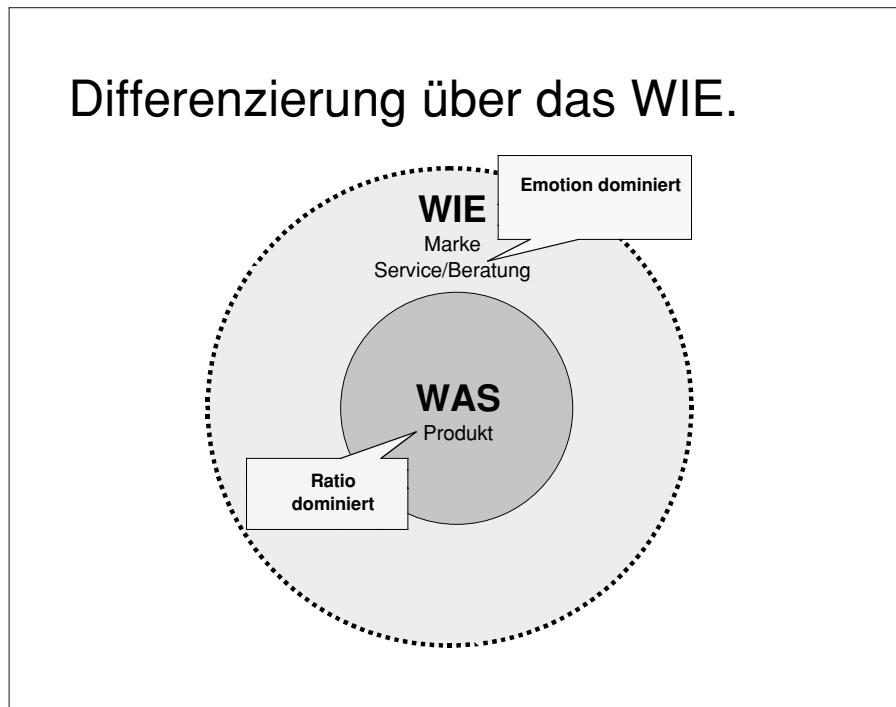 Differenzierung über das WIE.
Emotion dominiert
WIE
Marke
Service/Beratung
WAS
Produkt
Ratio
dominiert